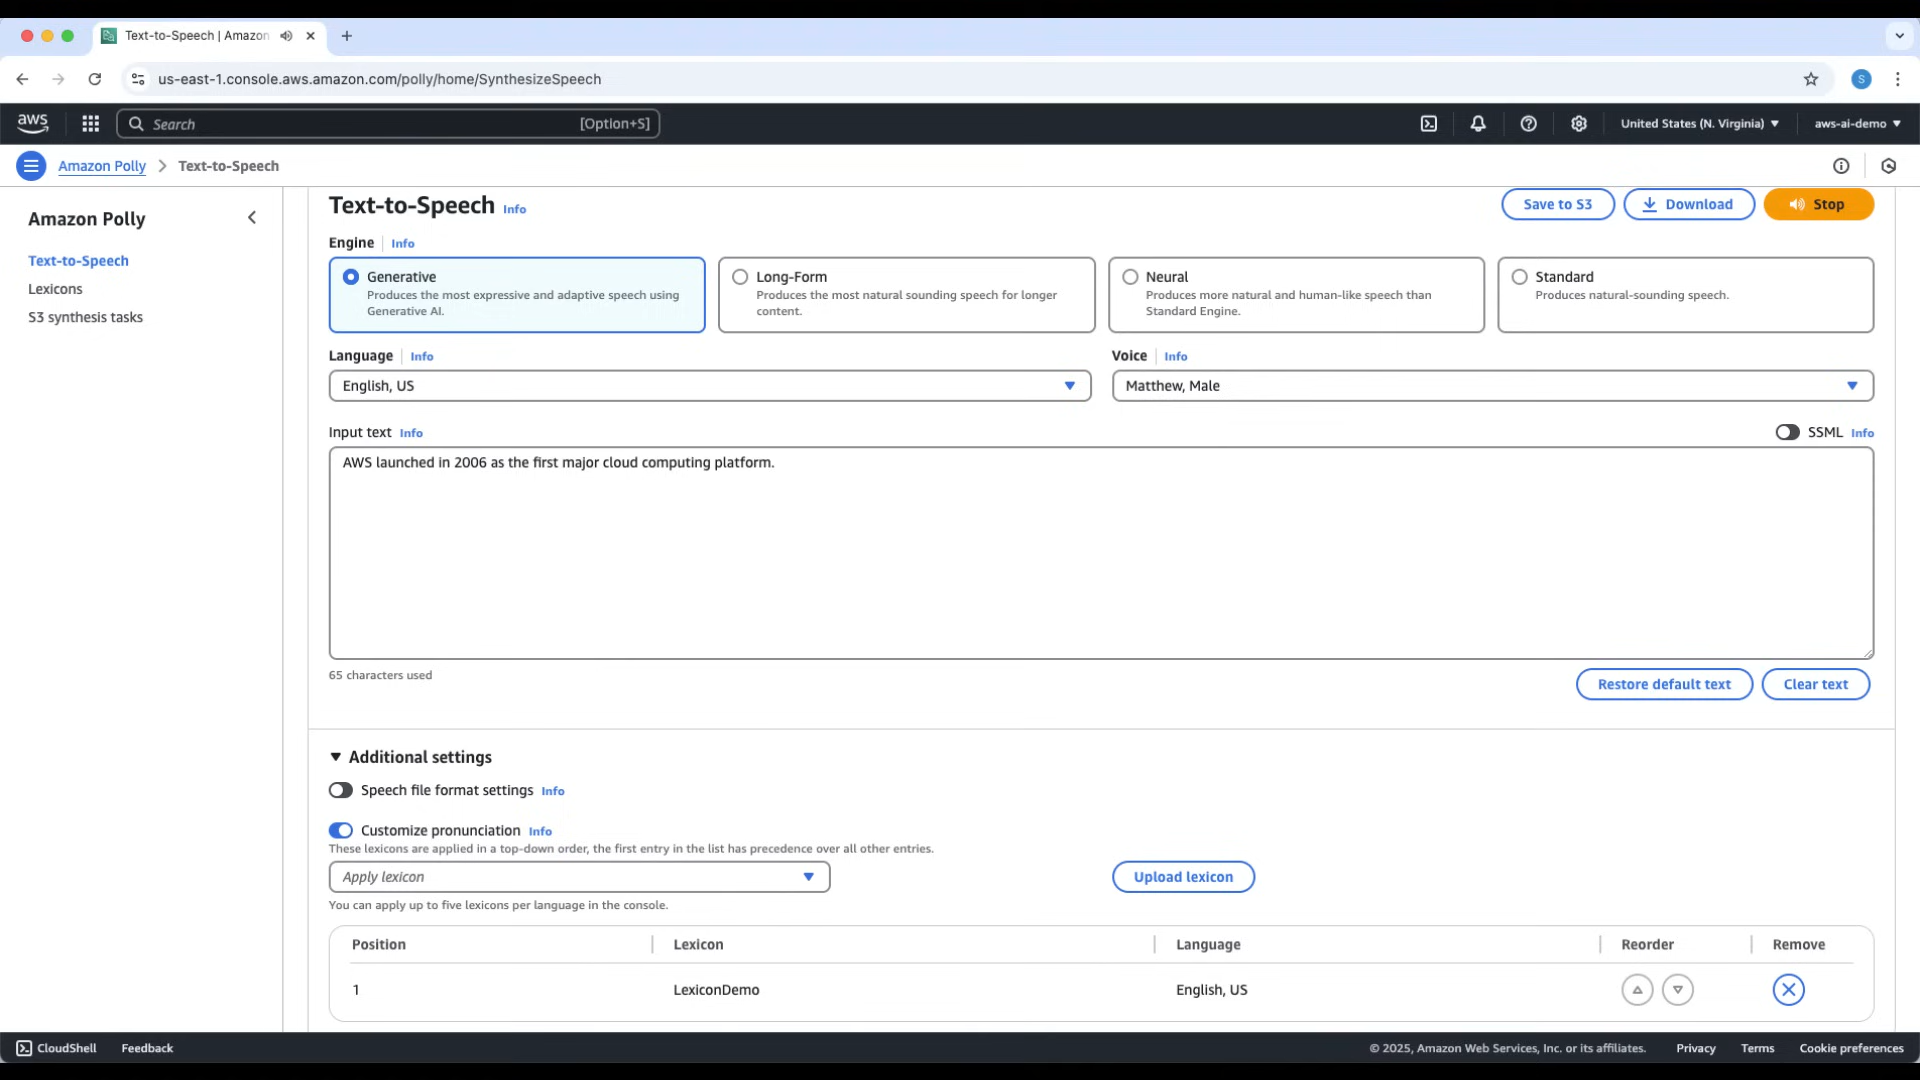 Text-to-Speech | Amazon
us-east-1.console.aws.amazon.com/polly/home/SynthesizeSpeech
S
aws
Search
[Option+S]
United States (N. Virginia)
aws-ai-demo
Amazon Polly
Text-to-Speech
Amazon Polly
Text-to-Speech
Lexicons
S3 synthesis tasks
Text-to-Speech Info
Save to S3
Download
Stop
Engine Info
Generative
Produces the most expressive and adaptive speech using
Generative AI.
Long-Form
Produces the most natural sounding speech for longer
content.
Neural
Produces more natural and human-like speech than
Standard Engine.
Standard
Produces natural-sounding speech.
Language Info
English, US
Voice Info
Matthew, Male
Input text Info
SSML Info
AWS launched in 2006 as the first major cloud computing platform.
65 characters used
Restore default text
Clear text
Additional settings
Speech file format settings Info
Customize pronunciation Info
These lexicons are applied in a top-down order, the first entry in the list has precedence over all other entries.
Apply lexicon
Upload lexicon
You can apply up to five lexicons per language in the console.
Position Lexicon Language Reorder Remove
1 LexiconDemo English, US
CloudShell Feedback
© 2025, Amazon Web Services, Inc. or its affiliates. Privacy Terms Cookie preferences